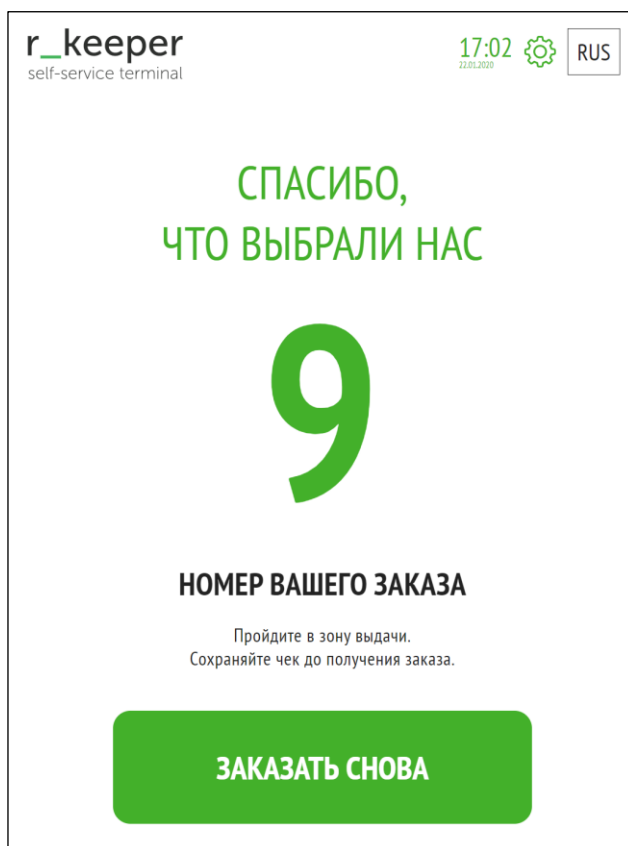 r_keeper
self-service terminal
17:02
22.01.2020
RUS
СПАСИБО,
ЧТО ВЫБРАЛИ НАС
9
НОМЕР ВАШЕГО ЗАКАЗА
Пройдите в зону выдачи.
Сохраняйте чек до получения заказа.
ЗАКАЗАТЬ СНОВА